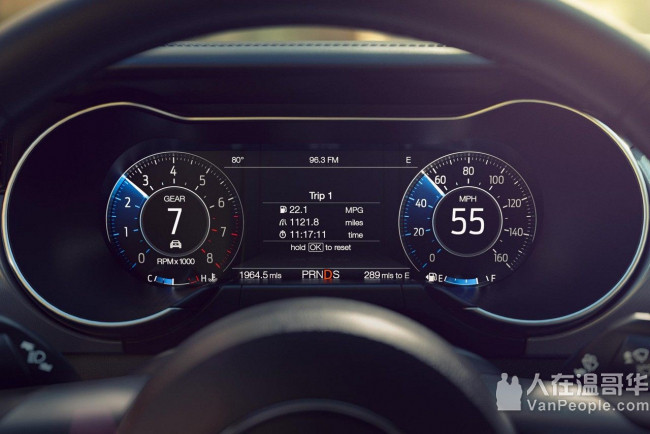 80° 96.3 FM E
1 2 3 4 5 6 7 8
GEAR
7
RPM x 1000
C H
Trip 1
22.1 MPG
1121.8 miles
11:17:11 time
hold OK to reset
1964.5 mls PRNDS 289 mls to E
0 20 40 60 80 100 120 140 160
MPH
55
E F
人在温哥华
VanPeople.com